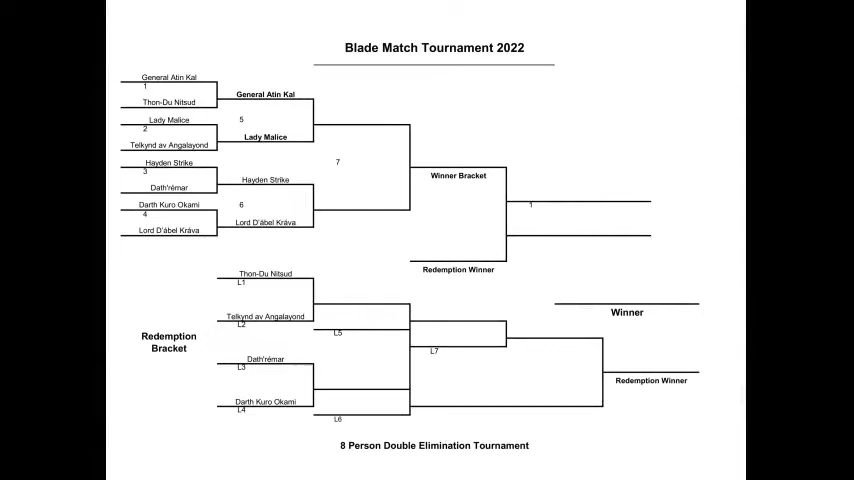 Blade Match Tournament 2022
General Atin Kal
1
General Atin Kal
Thon-Du Nitsud
Lady Malice
5
2
Lady Malice
Telkynd av Angalayond
Hayden Strike
7
3
Winner Bracket
Hayden Strike
Dath'rémar
Darth Kuro Okami
6
1
4
Lord D'ábel Kráva
Lord D'ábel Kráva
Redemption Winner
Thon-Du Nitsud
L1
Telkynd av Angalayond
Winner
L2
L5
Redemption
Bracket
L7
Dath'rémar
L3
Redemption Winner
Darth Kuro Okami
L4
L6
8 Person Double Elimination Tournament